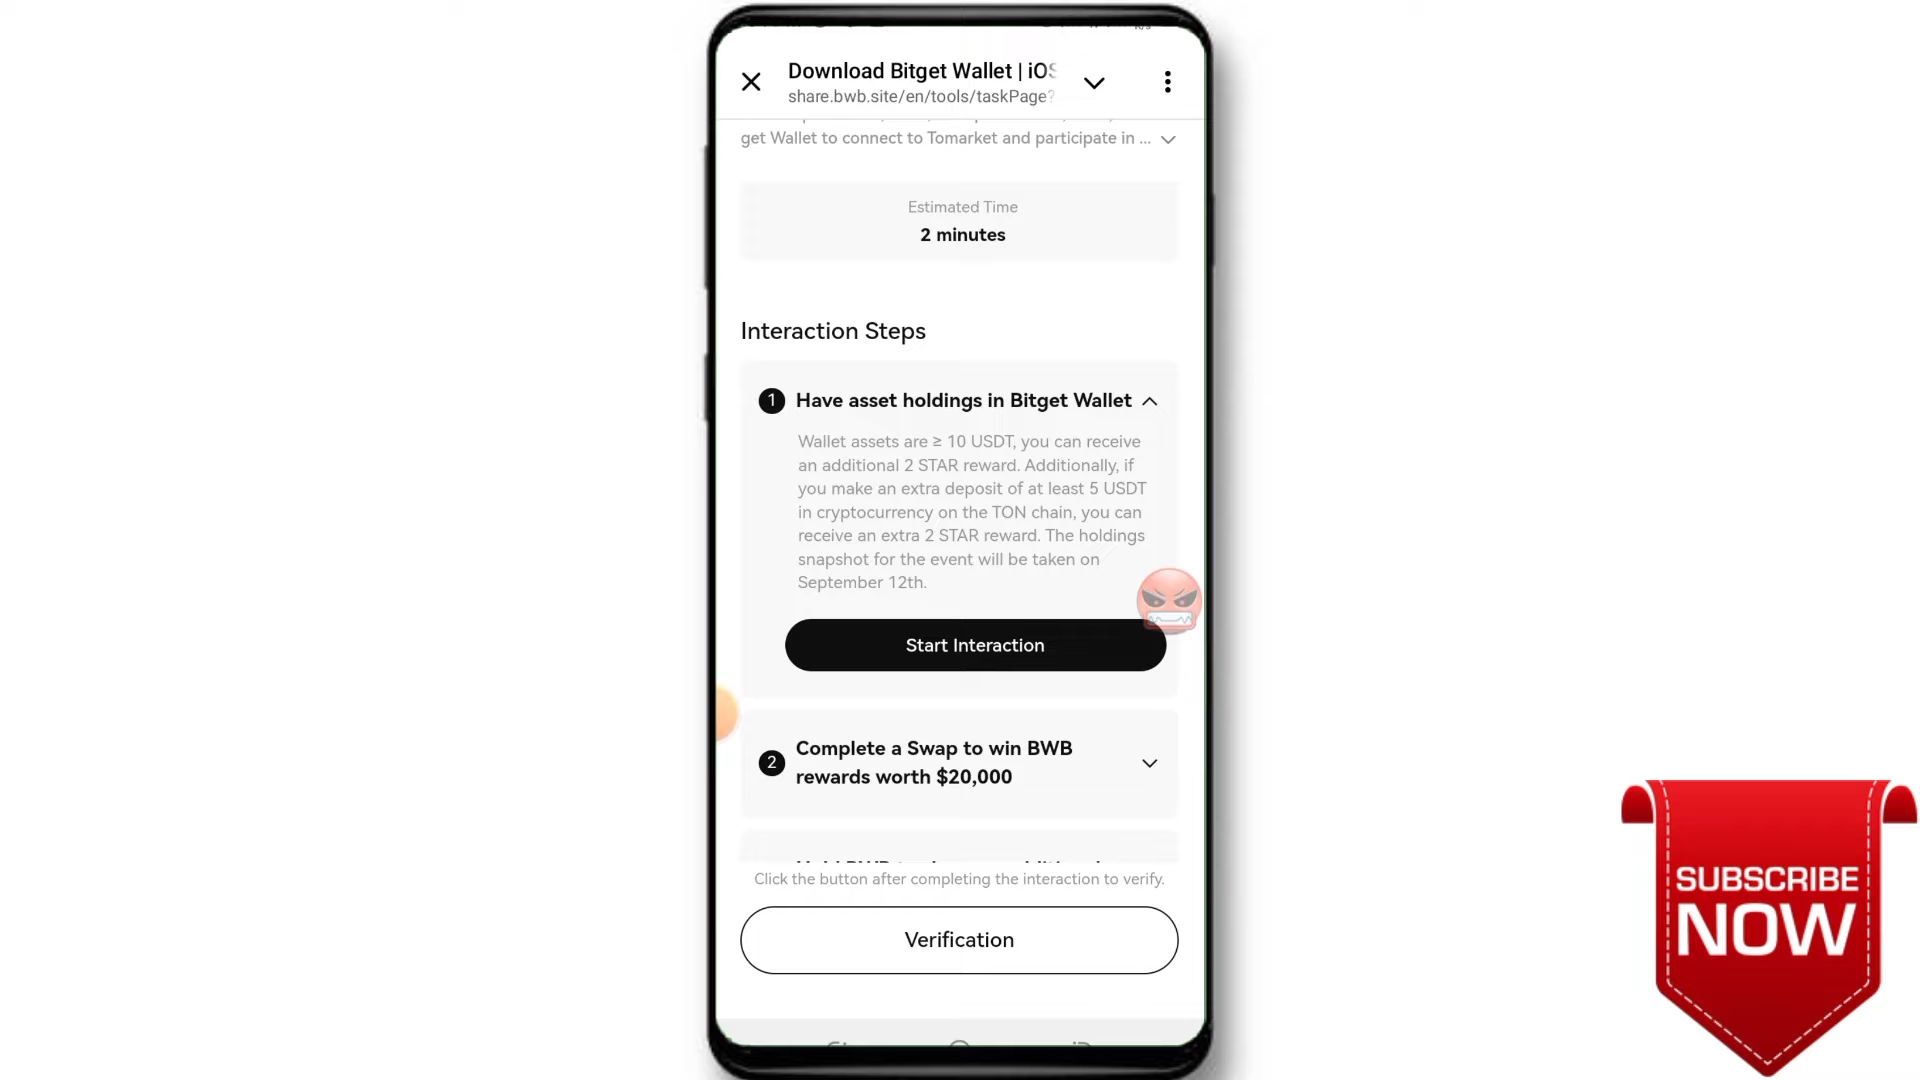 Download Bitget Wallet | iOS
share.bwb.site/en/tools/taskPage?
get Wallet to connect to Tomarket and participate in ...
Estimated Time
2 minutes
Interaction Steps
1 Have asset holdings in Bitget Wallet
Wallet assets are ≥ 10 USDT, you can receive
an additional 2 STAR reward. Additionally, if
you make an extra deposit of at least 5 USDT
in cryptocurrency on the TON chain, you can
receive an extra 2 STAR reward. The holdings
snapshot for the event will be taken on
September 12th.
Start Interaction
2 Complete a Swap to win BWB
rewards worth $20,000
Click the button after completing the interaction to verify.
Verification
SUBSCRIBE
NOW